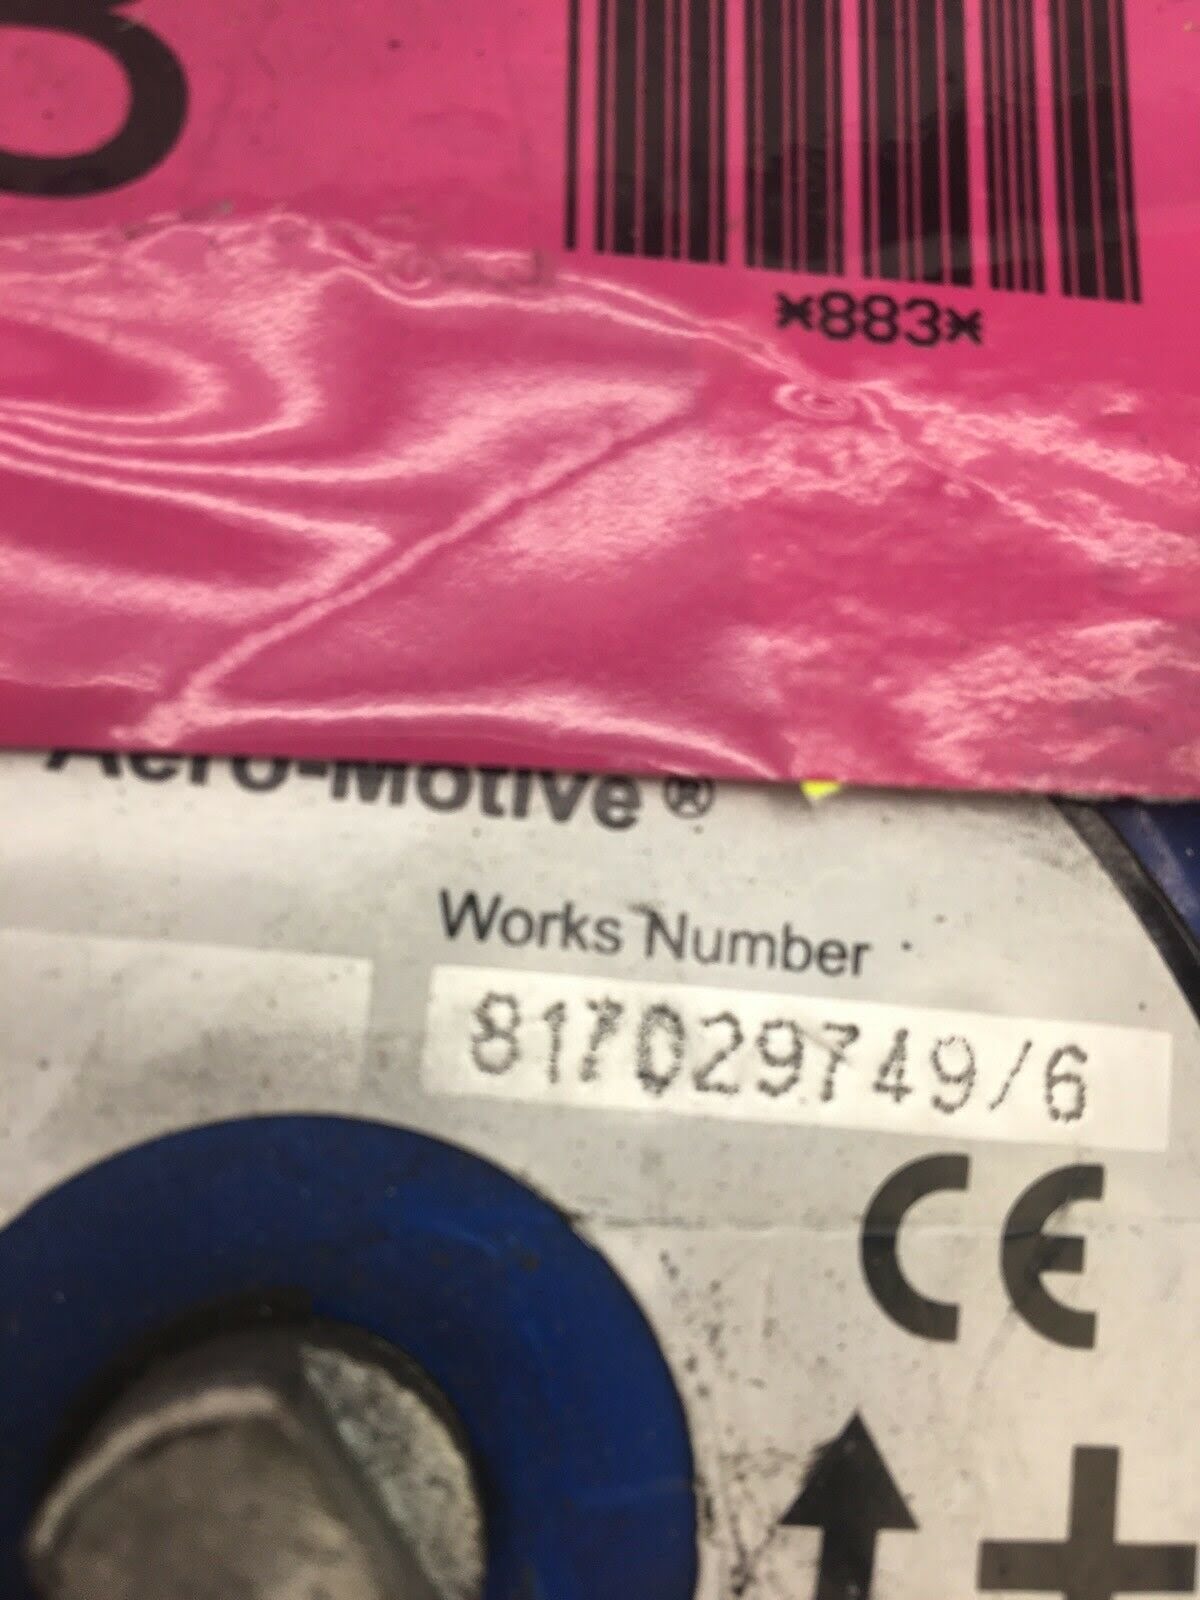 *883*
Aero-Motive®
Works Number
817029749/6
CE